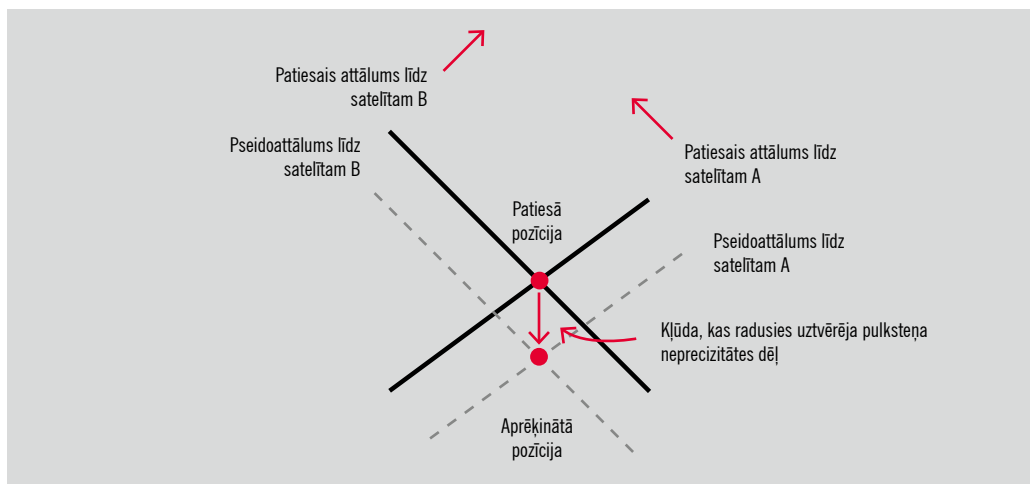 Patiesais attālums līdz
satelītam B
Pseidoattālums līdz
satelītam B
Patiesais attālums līdz
satelītam A
Patiesā
pozīcija
Pseidoattālums līdz
satelītam A
Kļūda, kas radusies uztvērēja pulksteņa
neprecizitātes dēļ
Aprēķinātā
pozīcija